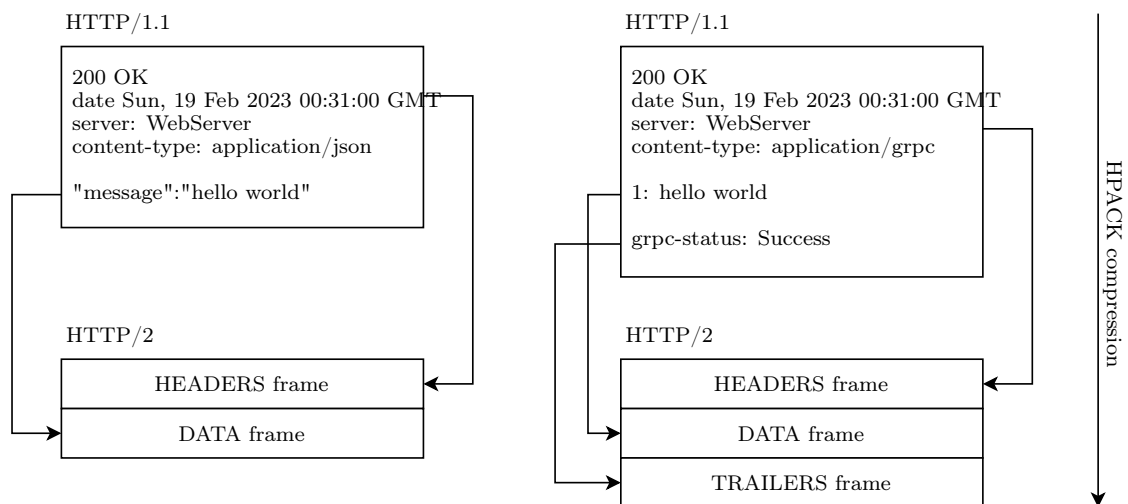 HTTP/1.1
200 OK
date Sun, 19 Feb 2023 00:31:00 GMT
server: WebServer
content-type: application/json
"message":"hello world"
HTTP/2
HEADERS frame
DATA frame
HTTP/1.1
200 OK
date Sun, 19 Feb 2023 00:31:00 GMT
server: WebServer
content-type: application/grpc
1: hello world
grpc-status: Success
HTTP/2
HEADERS frame
DATA frame
TRAILERS frame
HPACK compression